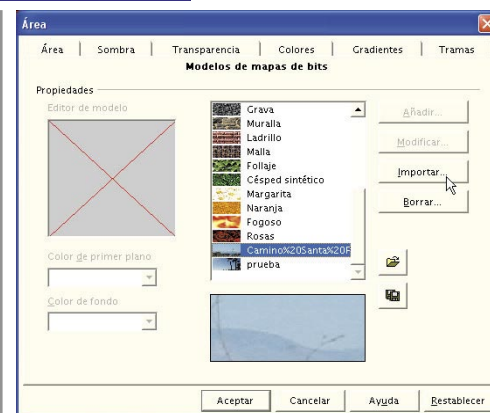 Área
Área Sombra Transparencia Colores Gradientes Tramas
Modelos de mapas de bits
Propiedades
Editor de modelo
Grava
Muralla
Ladrillo
Malla
Follaje
Césped sintético
Margarita
Naranja
Fogoso
Rosas
Camino%20Santa%20F
prueba
Añadir...
Modificar...
Importar...
Borrar...
Color de primer plano
Color de fondo
Aceptar Cancelar Ayuda Restablecer